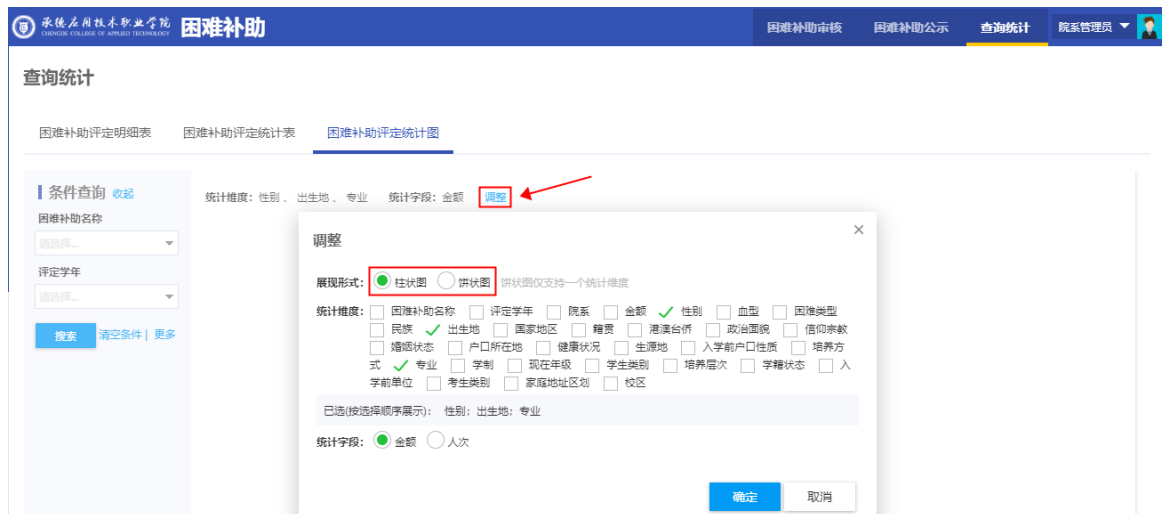 承德应用技术职业学院 困难补助 困难补助审核 困难补助公示 查询统计 院系管理员
CHENGDE COLLEGE OF APPLIED TECHNOLOGY
查询统计
困难补助评定明细表 困难补助评定统计表 困难补助评定统计图
条件查询 收起
统计维度: 性别 、 出生地 、 专业 统计字段: 金额 调整
困难补助名称
请选择...
评定学年
请选择...
搜索 清空条件 | 更多
调整 ×
展现形式: 柱状图 饼状图 饼状图仅支持一个统计维度
统计维度: 困难补助名称 评定学年 院系 金额 性别 血型 困难类型
民族 出生地 国家地区 籍贯 港澳台侨 政治面貌 信仰宗教
婚姻状态 户口所在地 健康状况 生源地 入学前户口性质 培养方
式 专业 学制 现在年级 学生类别 培养层次 学籍状态 入
学前单位 考生类别 家庭地址区划 校区
已选(按选择顺序展示): 性别; 出生地; 专业
统计字段: 金额 人次
确定 取消